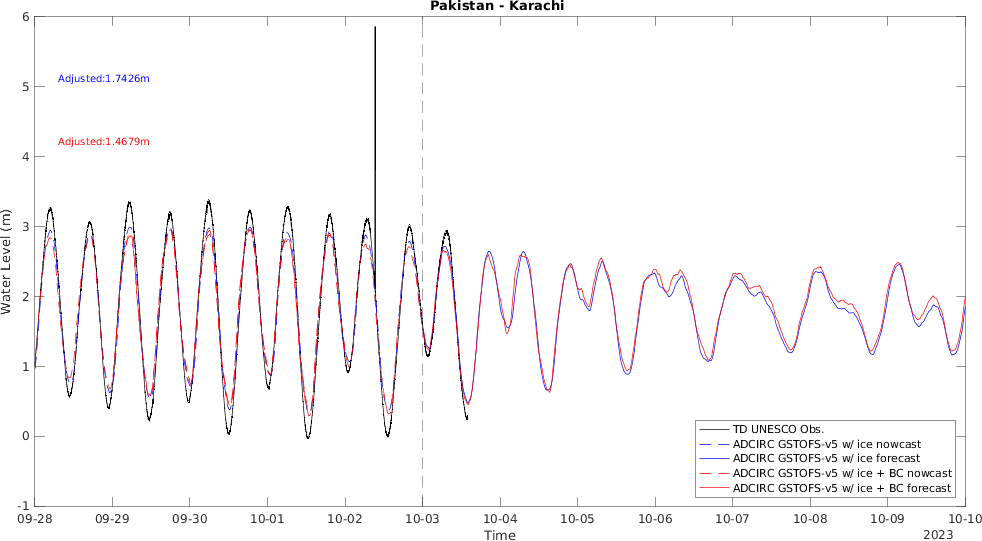 Pakistan - Karachi
6
5
4
3
2
1
0
-1
Water Level (m)
Adjusted:1.7426m
Adjusted:1.4679m
TD UNESCO Obs.
ADCIRC GSTOFS-v5 w/ ice nowcast
ADCIRC GSTOFS-v5 w/ ice forecast
ADCIRC GSTOFS-v5 w/ ice + BC nowcast
ADCIRC GSTOFS-v5 w/ ice + BC forecast
09-28 09-29 09-30 10-01 10-02 10-03 10-04 10-05 10-06 10-07 10-08 10-09 10-10
Time
2023